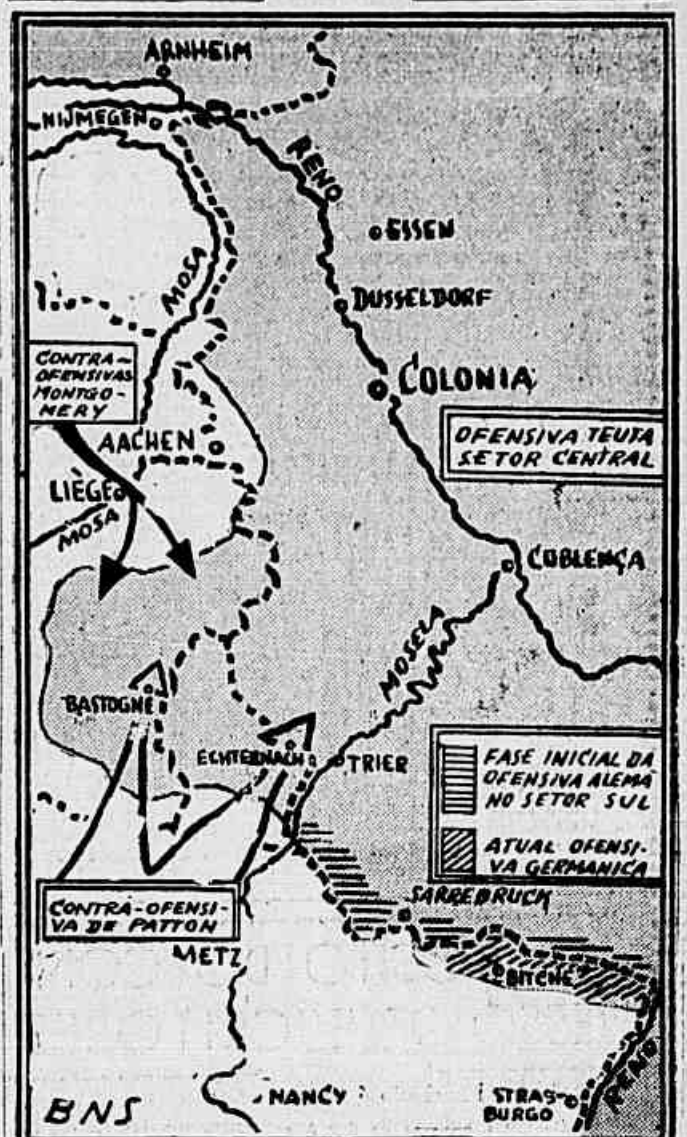 ARNHEIM
NIJMEGEN
RENO
ESSEN
MOSA
DUSSELDORF
CONTRA-
OFENSIVAS
MONTGO-
MERY
COLONIA
AACHEN
OFENSIVA TEUTA
SETOR CENTRAL
LIÈGE
MOSA
COBLENÇA
MOSELA
BASTOGNE
ECHTERNACH
TRIER
FASE INICIAL DA
OFENSIVA ALEMÃ
NO SETOR SUL
ATUAL OFENSI-
VA GERMANICA
CONTRA-OFENSI-
VA DE PATTON
SARREBRUCK
METZ
BITCHE
RENO
NANCY
STRAS-
BURGO
BNS